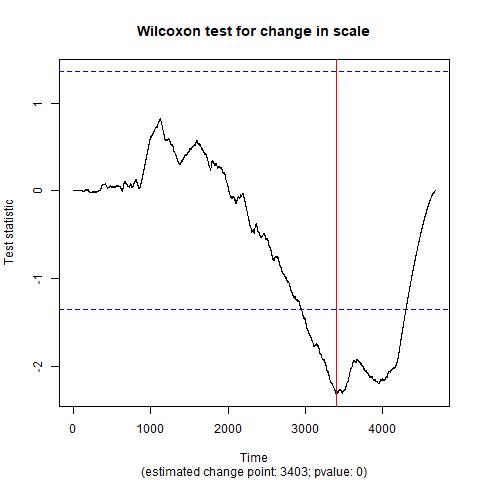 Wilcoxon test for change in scale
1
0
-1
-2
Test statistic
0 1000 2000 3000 4000
Time
(estimated change point: 3403; pvalue: 0)